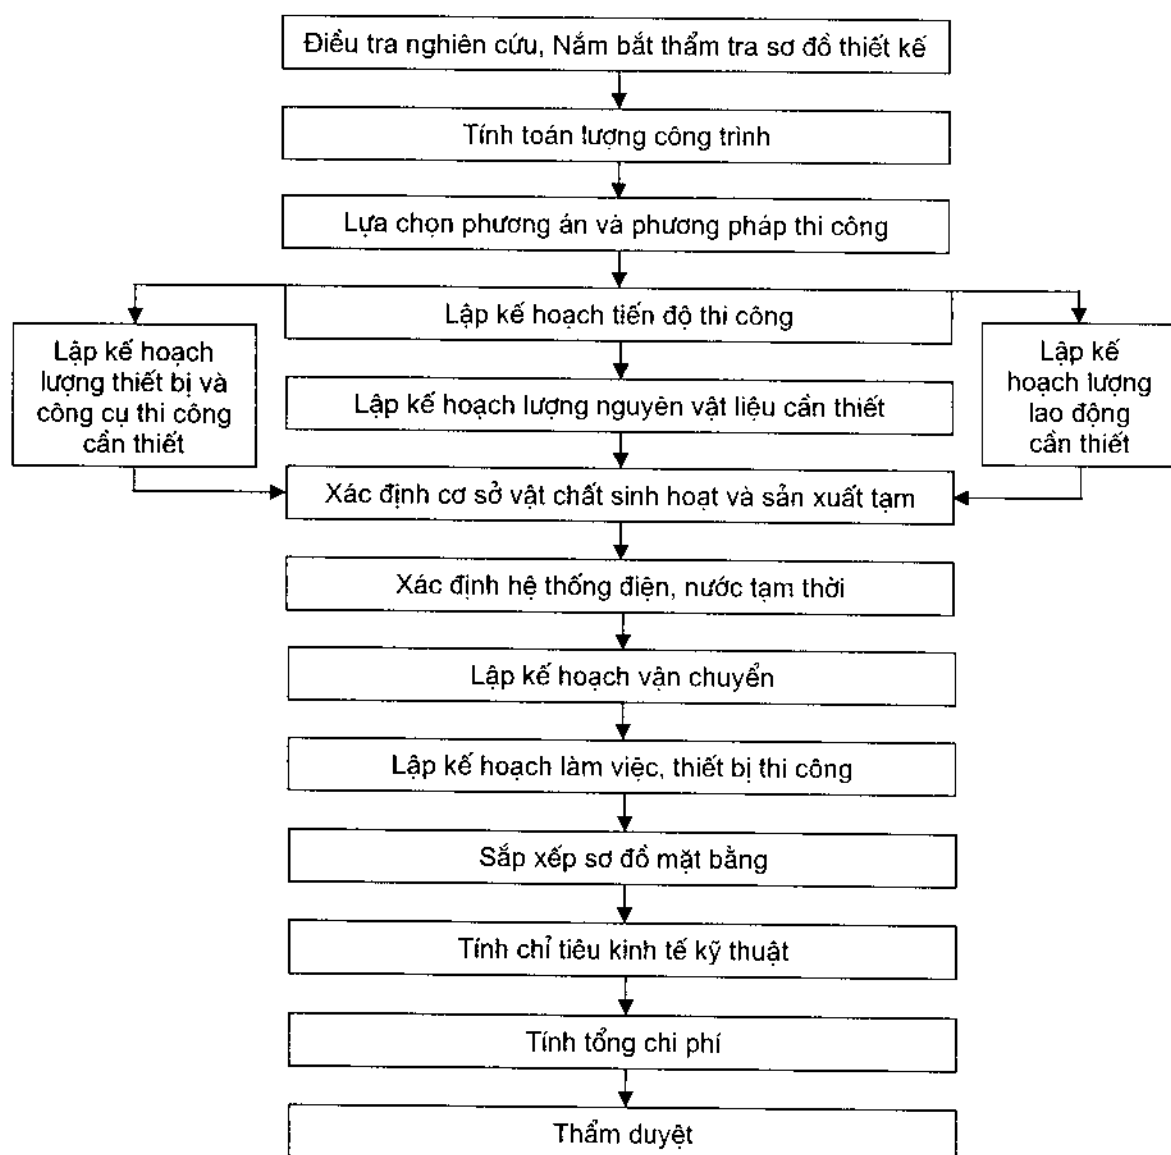 Điều tra nghiên cứu, Nắm bắt thẩm tra sơ đồ thiết kế
Tính toán lượng công trình
Lựa chọn phương án và phương pháp thi công
Lập kế hoạch tiến độ thi công
Lập kế hoạch
lượng thiết bị và
công cụ thi công
cần thiết
Lập kế hoạch lượng nguyên vật liệu cần thiết
Lập kế
hoạch lượng
lao động
cần thiết
Xác định cơ sở vật chất sinh hoạt và sản xuất tạm
Xác định hệ thống điện, nước tạm thời
Lập kế hoạch vận chuyển
Lập kế hoạch làm việc, thiết bị thi công
Sắp xếp sơ đồ mặt bằng
Tính chỉ tiêu kinh tế kỹ thuật
Tính tổng chi phí
Thẩm duyệt